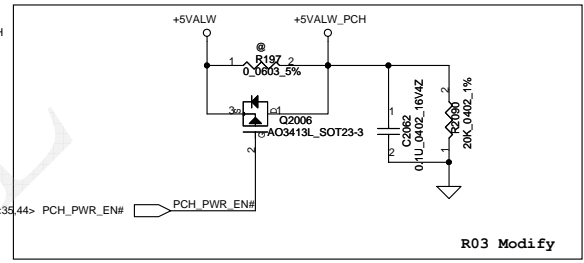 H
+5VALW
+5VALW_PCH
@
1
R197
2
0_0603_5%
3
S
D
1
G
2
Q2006
AO3413L_SOT23-3
1
2
C2062
0.1U_0402_16V4Z
2
1
R2090
20K_0402_1%
35,44> PCH_PWR_EN#
PCH_PWR_EN#
R03 Modify